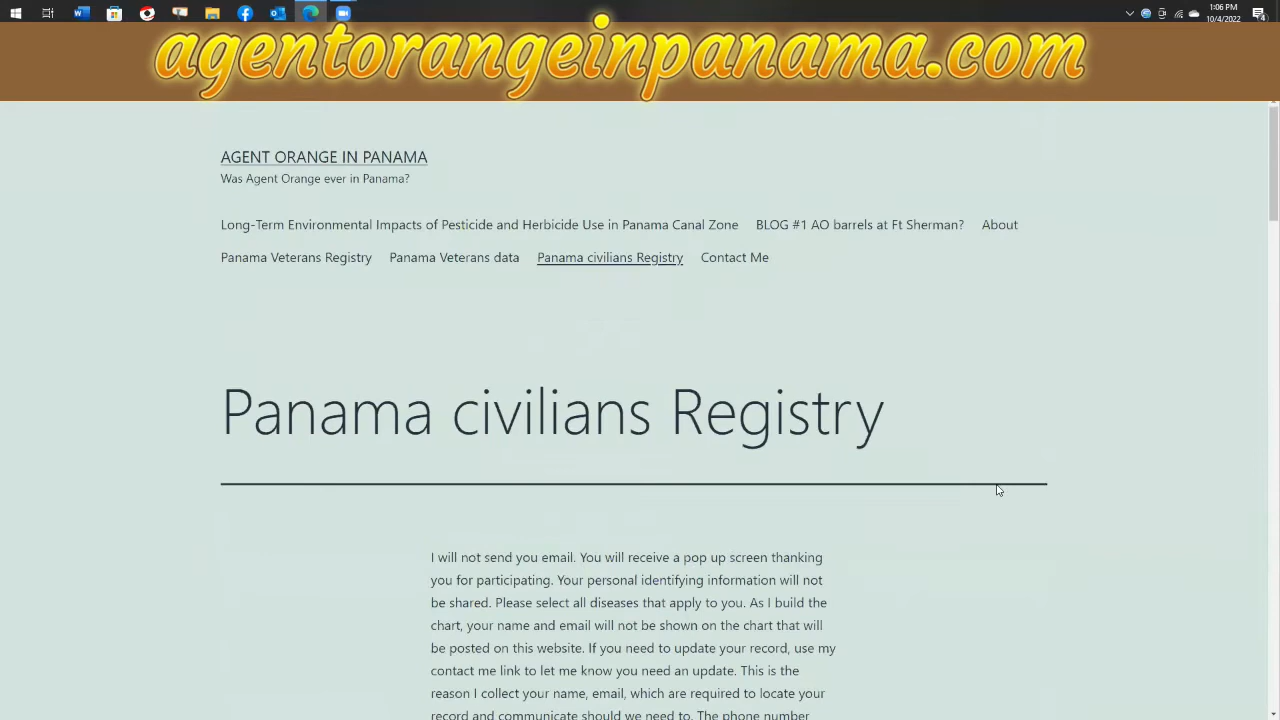 1:06 PM
10/4/2022
agentorangeinpanama.com
AGENT ORANGE IN PANAMA
Was Agent Orange ever in Panama?
Long-Term Environmental Impacts of Pesticide and Herbicide Use in Panama Canal Zone BLOG #1 AO barrels at Ft Sherman? About
Panama Veterans Registry Panama Veterans data Panama civilians Registry Contact Me
Panama civilians Registry
I will not send you email. You will receive a pop up screen thanking
you for participating. Your personal identifying information will not
be shared. Please select all diseases that apply to you. As I build the
chart, your name and email will not be shown on the chart that will
be posted on this website. If you need to update your record, use my
contact me link to let me know you need an update. This is the
reason I collect your name, email, which are required to locate your
record and communicate should we need to. The phone number